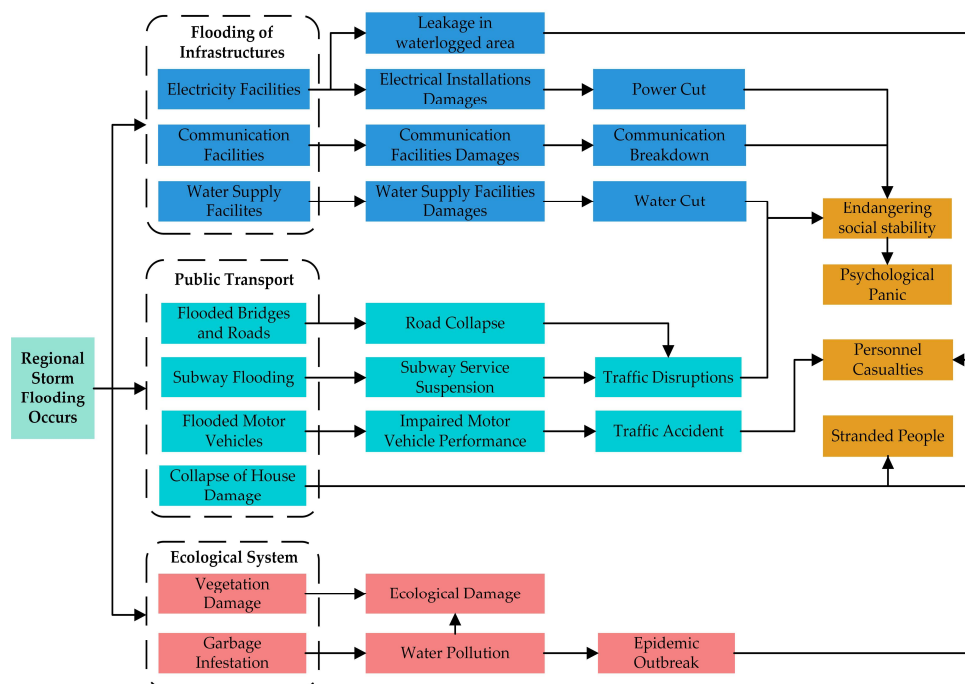 Flooding of
Infrastructures
Leakage in
waterlogged area
Electricity Facilities
Electrical Installations
Damages
Power Cut
Communication
Facilities
Communication
Facilities Damages
Communication
Breakdown
Water Supply
Facilites
Water Supply Facilities
Damages
Water Cut
Endangering
social stability
Psychological
Panic
Public Transport
Flooded Bridges
and Roads
Road Collapse
Regional
Storm
Flooding
Occurs
Subway Flooding
Subway Service
Suspension
Traffic Disruptions
Personnel
Casualties
Flooded Motor
Vehicles
Impaired Motor
Vehicle Performance
Traffic Accident
Stranded People
Collapse of House
Damage
Ecological System
Vegetation
Damage
Ecological Damage
Garbage
Infestation
Water Pollution
Epidemic
Outbreak